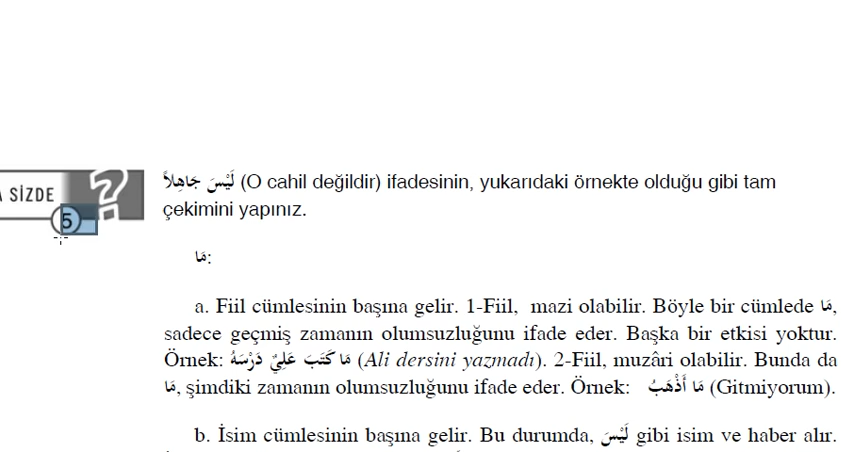 SİZDE
5
لَيْسَ جَاهِلاً (O cahil değildir) ifadesinin, yukarıdaki örnekte olduğu gibi tam
çekimini yapınız.
مَا:
a. Fiil cümlesinin başına gelir. 1-Fiil, mazi olabilir. Böyle bir cümlede مَا,
sadece geçmiş zamanın olumsuzluğunu ifade eder. Başka bir etkisi yoktur.
Örnek: مَا كَتَبَ عَلِيٌ دَرْسَهُ (Ali dersini yazmadı). 2-Fiil, muzâri olabilir. Bunda da
مَا, şimdiki zamanın olumsuzluğunu ifade eder. Örnek: مَا أَذْهَبُ (Gitmiyorum).
b. İsim cümlesinin başına gelir. Bu durumda, لَيْسَ gibi isim ve haber alır.